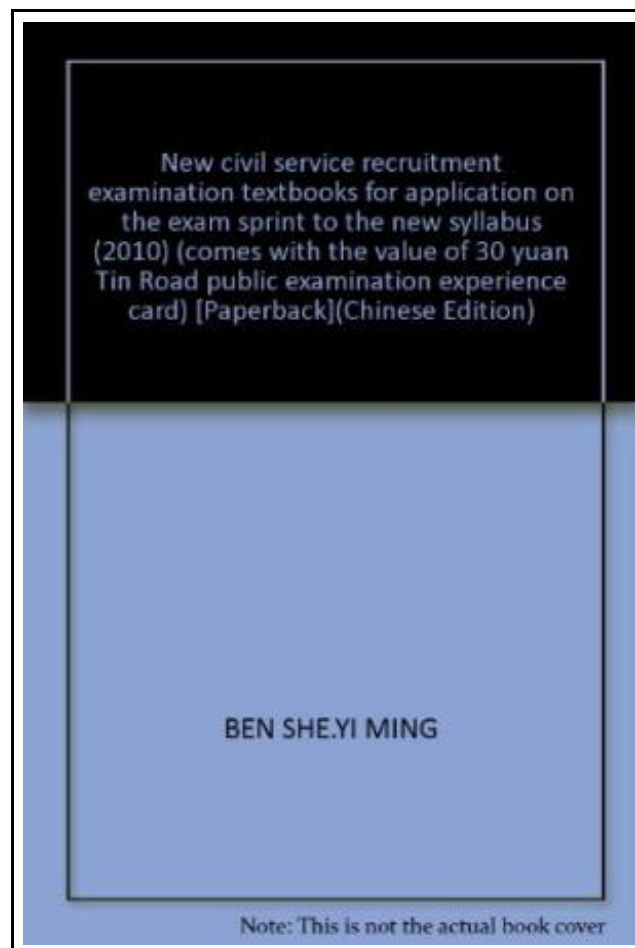 New civil service recruitment
examination textbooks for application on
the exam sprint to the new syllabus
(2010) (comes with the value of 30 yuan
Tin Road public examination experience
card) [Paperback](Chinese Edition)
BEN SHE.YI MING
Note: This is not the actual book cover